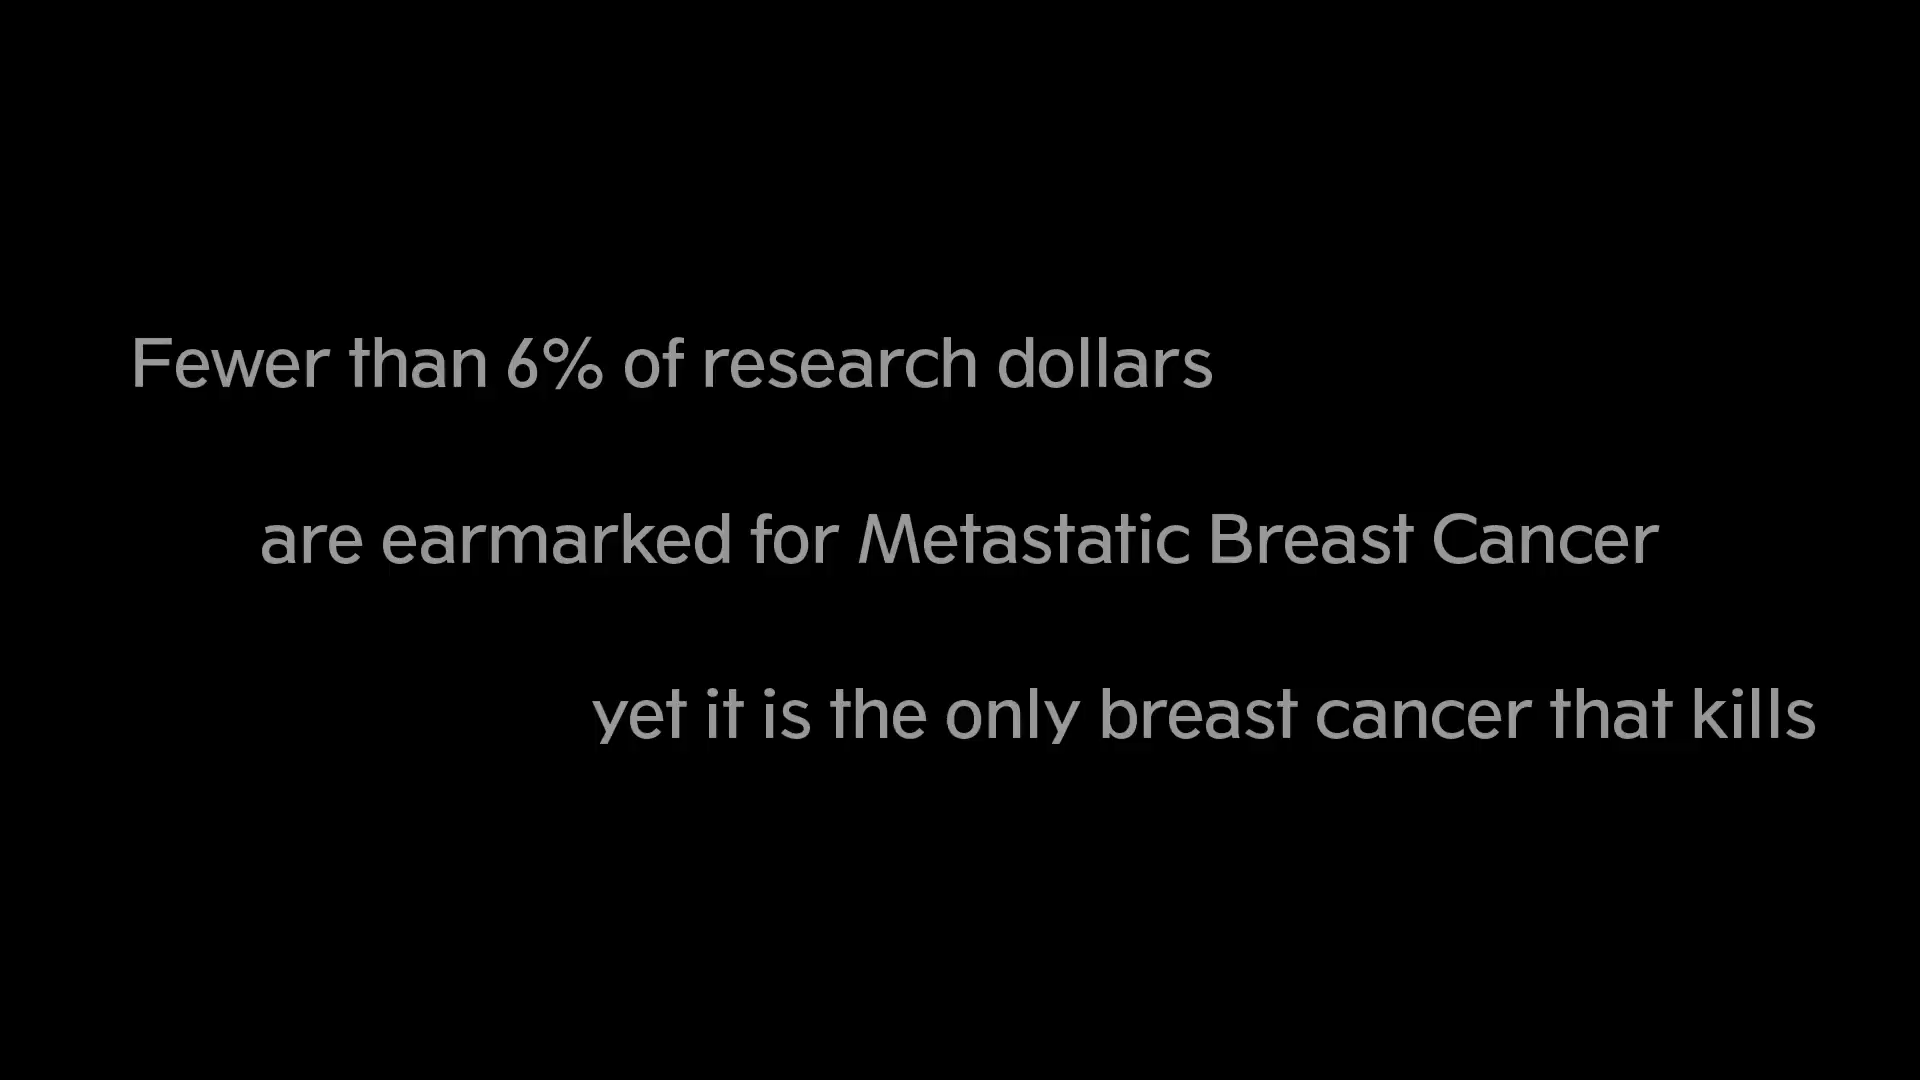 Fewer than 6% of research dollars
are earmarked for Metastatic Breast Cancer
yet it is the only breast cancer that kills